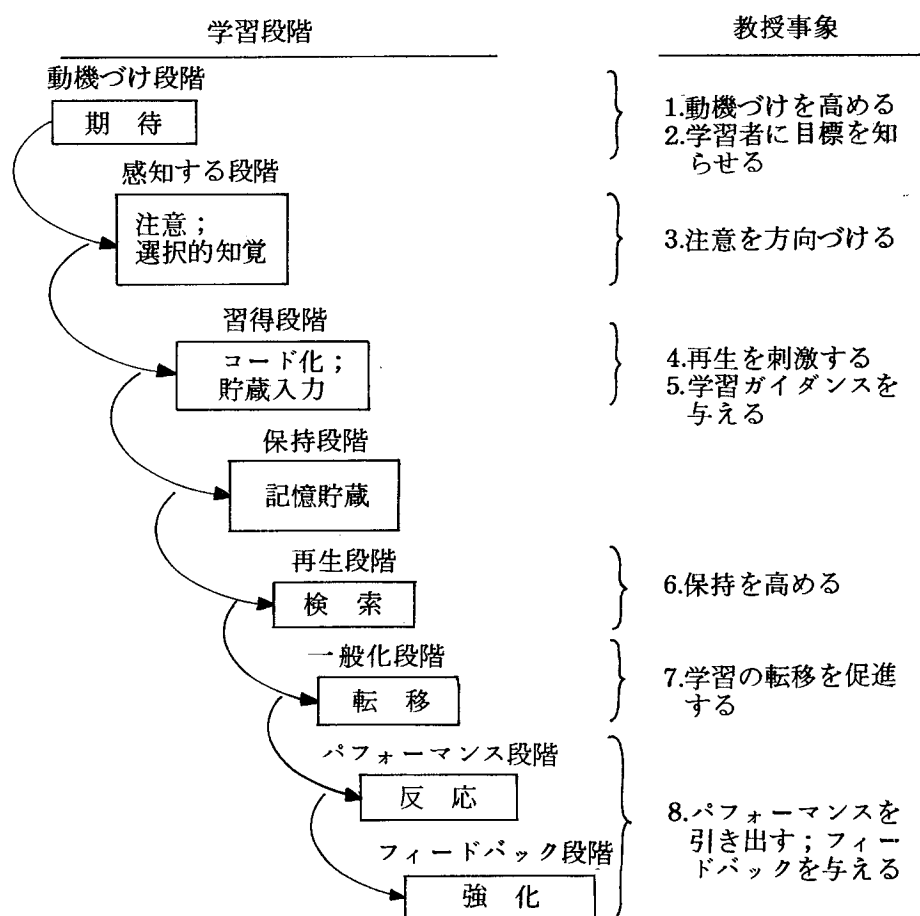 学習段階
教授事象
動機づけ段階
期 待
1.動機づけを高める
2.学習者に目標を知
らせる
感知する段階
注意；
選択的知覚
3.注意を方向づける
習得段階
コード化；
貯蔵入力
4.再生を刺激する
5.学習ガイダンスを
与える
保持段階
記憶貯蔵
再生段階
検 索
6.保持を高める
一般化段階
転 移
7.学習の転移を促進
する
パフォーマンス段階
反 応
フィードバック段階
強 化
8.パフォーマンスを
引き出す；フィー
ドバックを与える